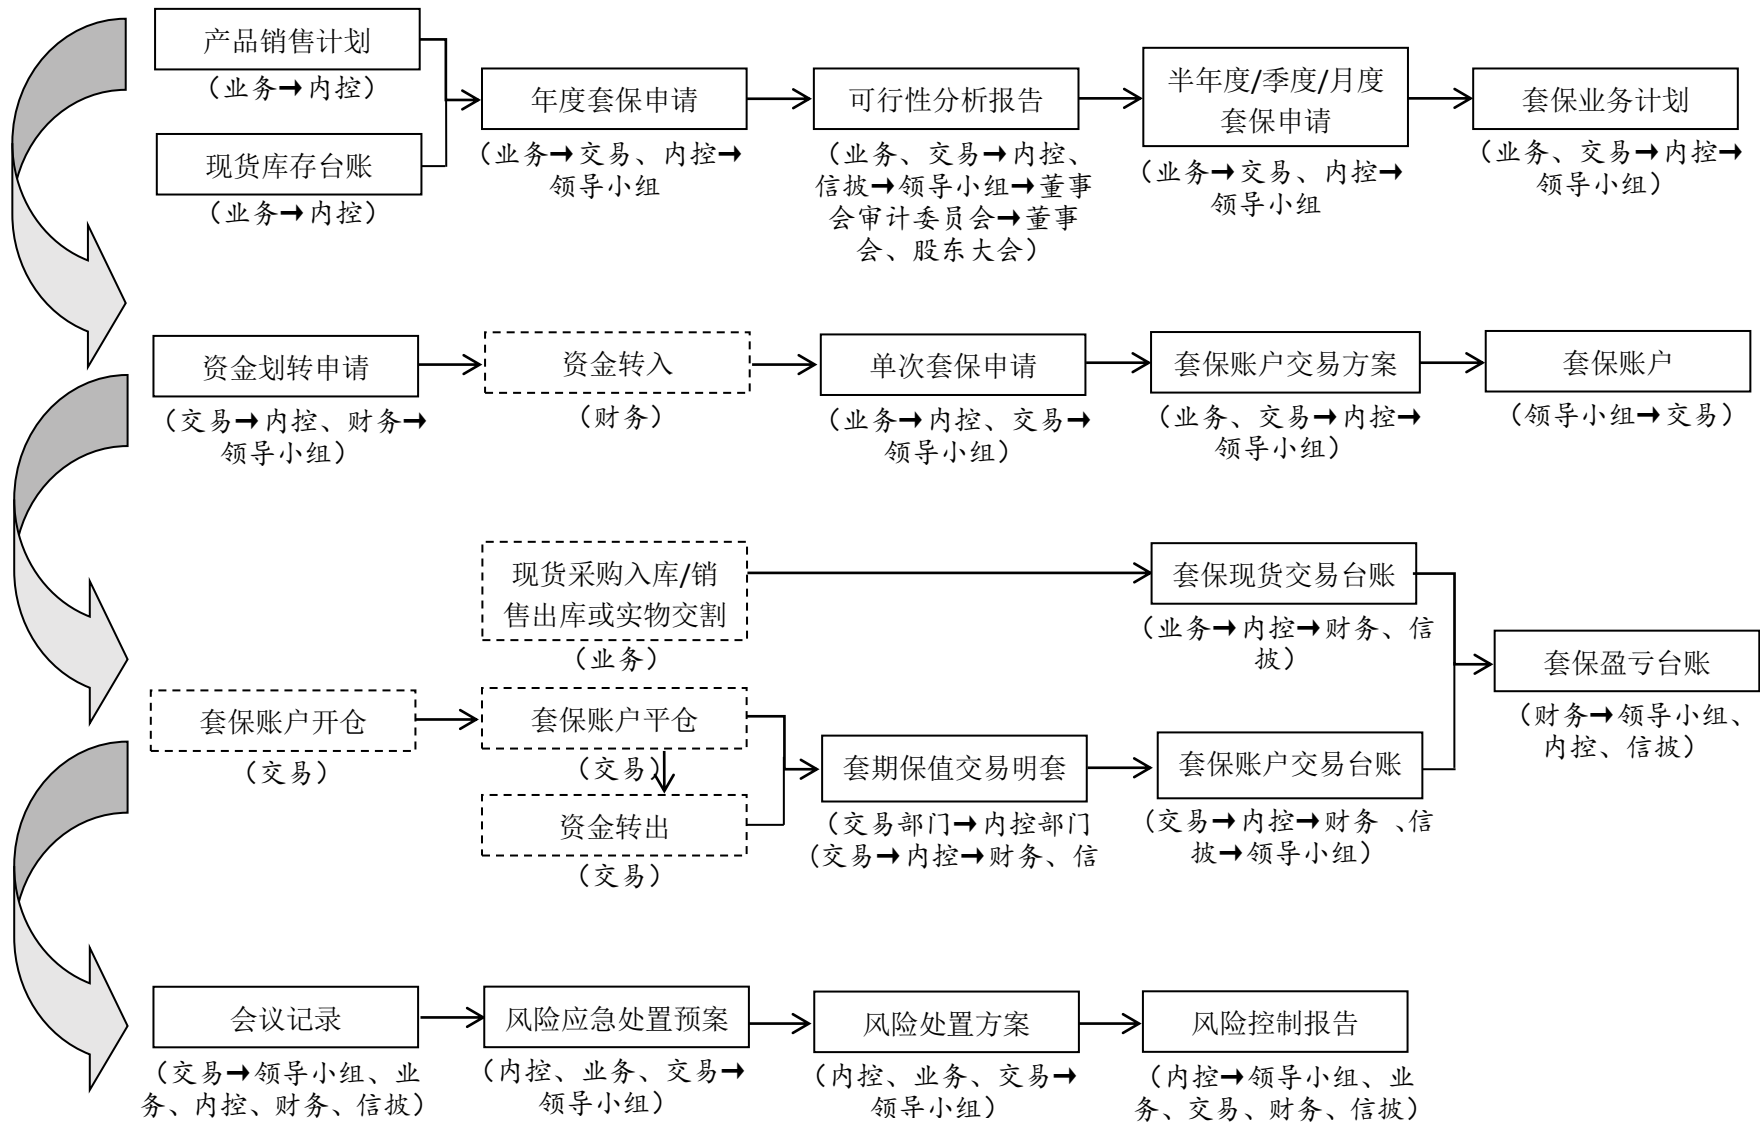 产品销售计划
（业务→内控）
现货库存台账
（业务→内控）
年度套保申请
（业务→交易、内控→
领导小组
可行性分析报告
（业务、交易→内控、
信披→领导小组→董事
会审计委员会→董事
会、股东大会）
半年度/季度/月度
套保申请
（业务→交易、内控→
领导小组
套保业务计划
（业务、交易→内控→
领导小组）
资金划转申请
（交易→内控、财务→
领导小组）
资金转入
（财务）
单次套保申请
（业务→内控、交易→
领导小组）
套保账户交易方案
（业务、交易→内控→
领导小组）
套保账户
（领导小组→交易）
现货采购入库/销
售出库或实物交割
（业务）
套保现货交易台账
（业务→内控→财务、信
披）
套保盈亏台账
（财务→领导小组、
内控、信披）
套保账户开仓
（交易）
套保账户平仓
（交易）
资金转出
（交易）
套期保值交易明套
（交易部门→内控部门
（交易→内控→财务、信
套保账户交易台账
（交易→内控→财务 、信
披→领导小组）
会议记录
（交易→领导小组、业
务、内控、财务、信披）
风险应急处置预案
（内控、业务、交易→
领导小组）
风险处置方案
（内控、业务、交易→
领导小组）
风险控制报告
（内控→领导小组、业
务、交易、财务、信披）